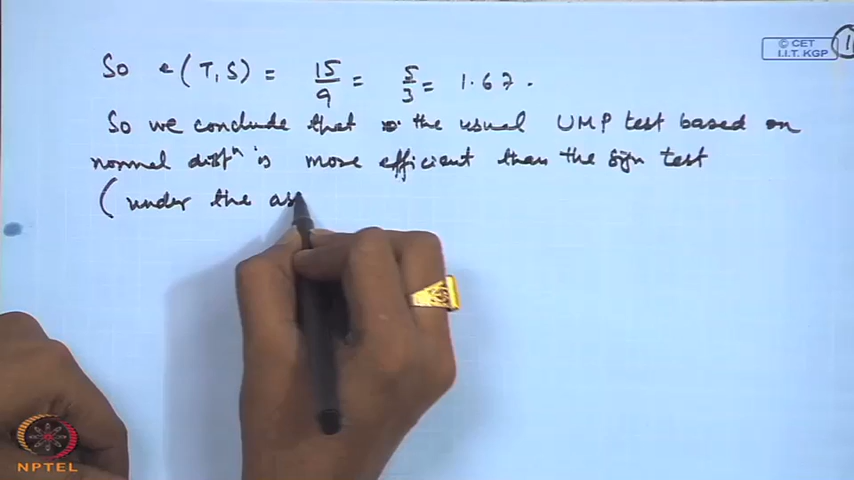 So e(T,S) = 15/9 = 5/3 = 1.67.
So we conclude that the usual UMP test based on
normal distⁿ is more efficient than the sign test
(under the as
© CET
I.I.T. KGP
1
NPTEL